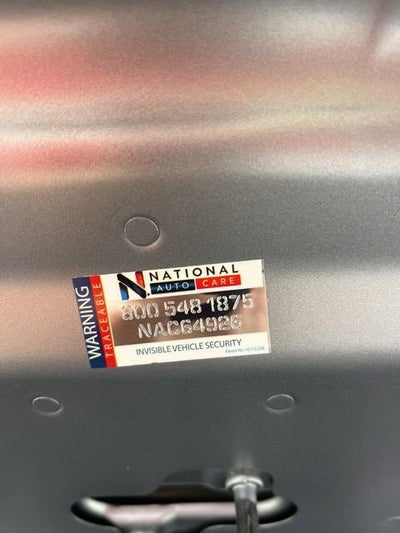 WARNING
TRACEABLE
N NATIONAL
AUTO CARE
800 548 1875
NAC64926
INVISIBLE VEHICLE SECURITY